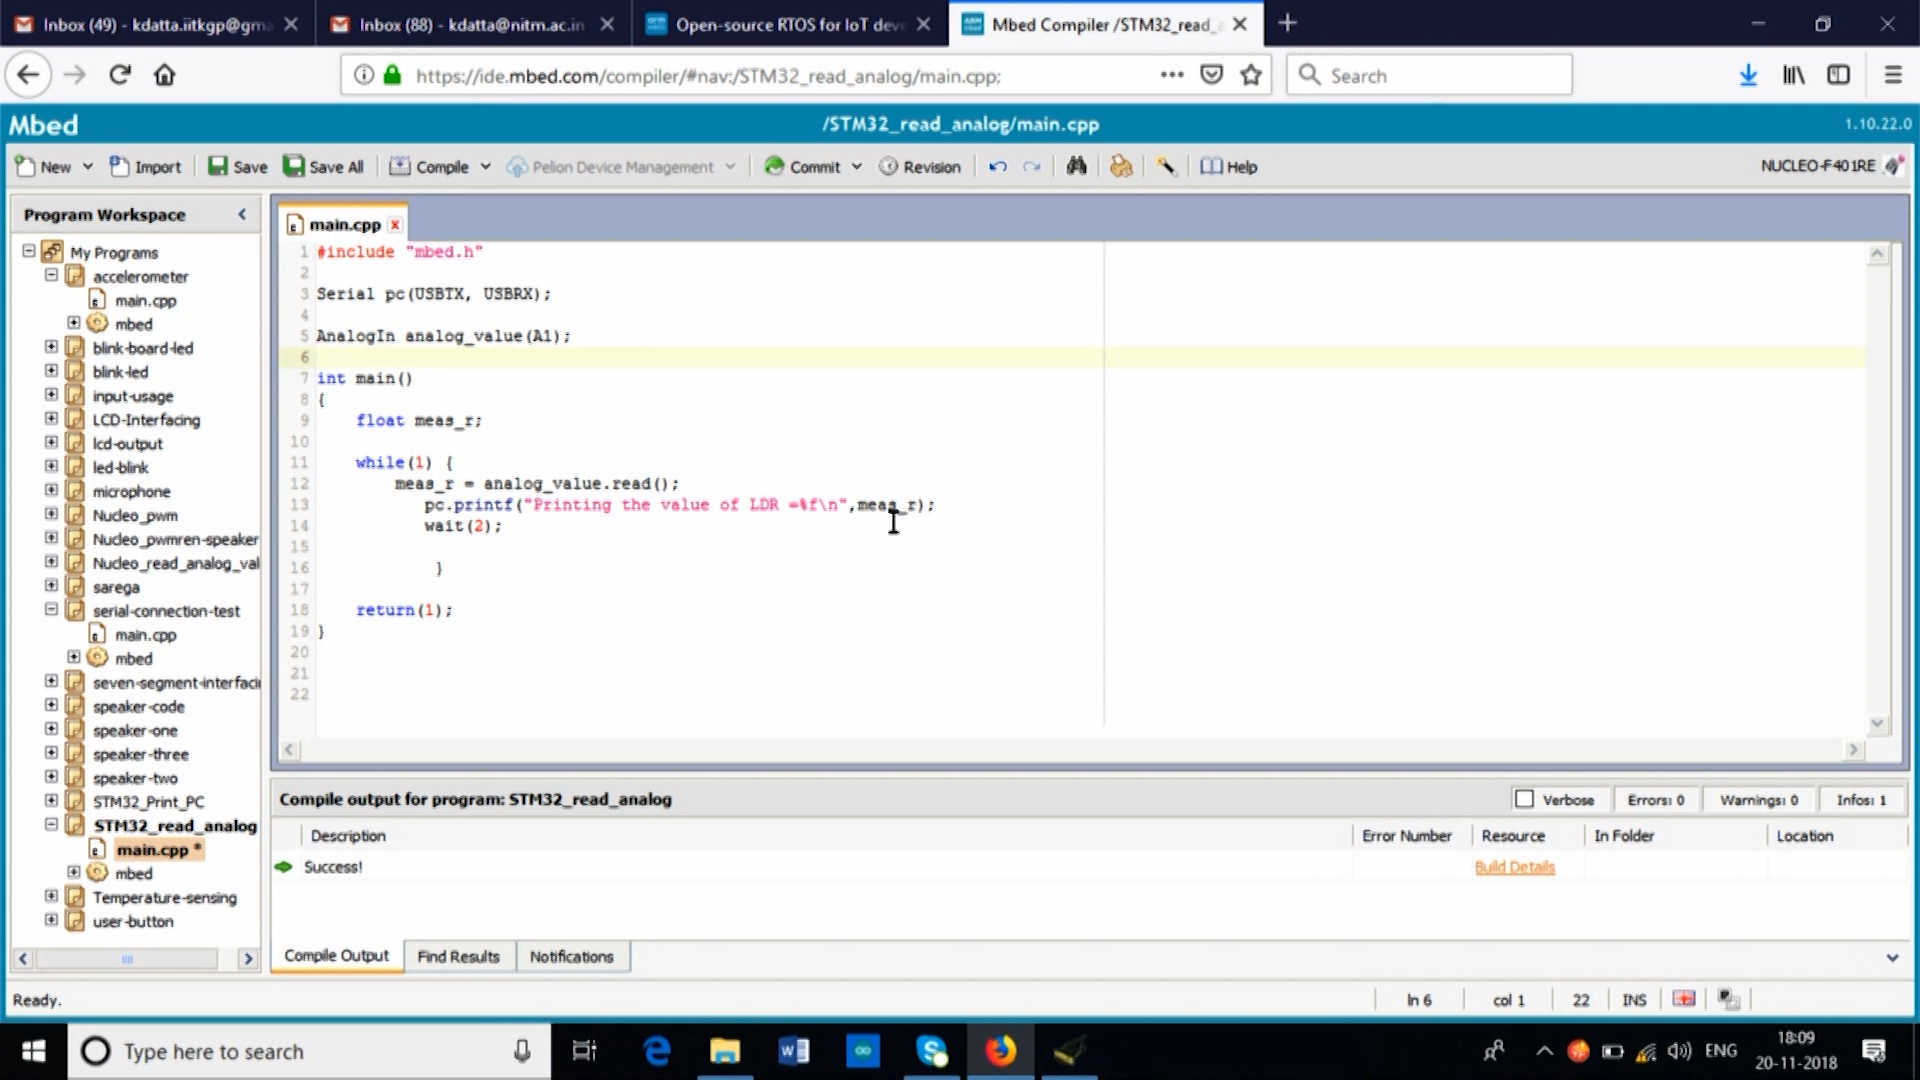 Inbox (49) - kdatta.iitkgp@gma
Inbox (88) - kdatta@nitm.ac.in
Open-source RTOS for IoT deve
Mbed Compiler /STM32_read_a
https://ide.mbed.com/compiler/#nav:/STM32_read_analog/main.cpp;
Search
Mbed
/STM32_read_analog/main.cpp
1.10.22.0
New
Import
Save
Save All
Compile
Pelion Device Management
Commit
Revision
Help
NUCLEO-F401RE
Program Workspace
My Programs
accelerometer
main.cpp
mbed
blink-board-led
blink-led
input-usage
LCD-Interfacing
lcd-output
led-blink
microphone
Nucleo_pwm
Nucleo_pwmren-speaker
Nucleo_read_analog_val
sarega
serial-connection-test
main.cpp
mbed
seven-segment-interfaci
speaker-code
speaker-one
speaker-three
speaker-two
STM32_Print_PC
STM32_read_analog
main.cpp *
mbed
Temperature-sensing
user-button
main.cpp
1 #include "mbed.h"
2
3 Serial pc(USBTX, USBRX);
4
5 AnalogIn analog_value(A1);
6
7 int main()
8 {
9 float meas_r;
10
11 while(1) {
12 meas_r = analog_value.read();
13 pc.printf("Printing the value of LDR =%f\n",meas_r);
14 wait(2);
15
16 }
17
18 return(1);
19 }
20
21
22
Compile output for program: STM32_read_analog
Verbose
Errors: 0
Warnings: 0
Infos: 1
Description
Error Number
Resource
In Folder
Location
Success!
Build Details
Compile Output
Find Results
Notifications
Ready.
ln 6
col 1
22
INS
Type here to search
ENG
18:09
20-11-2018